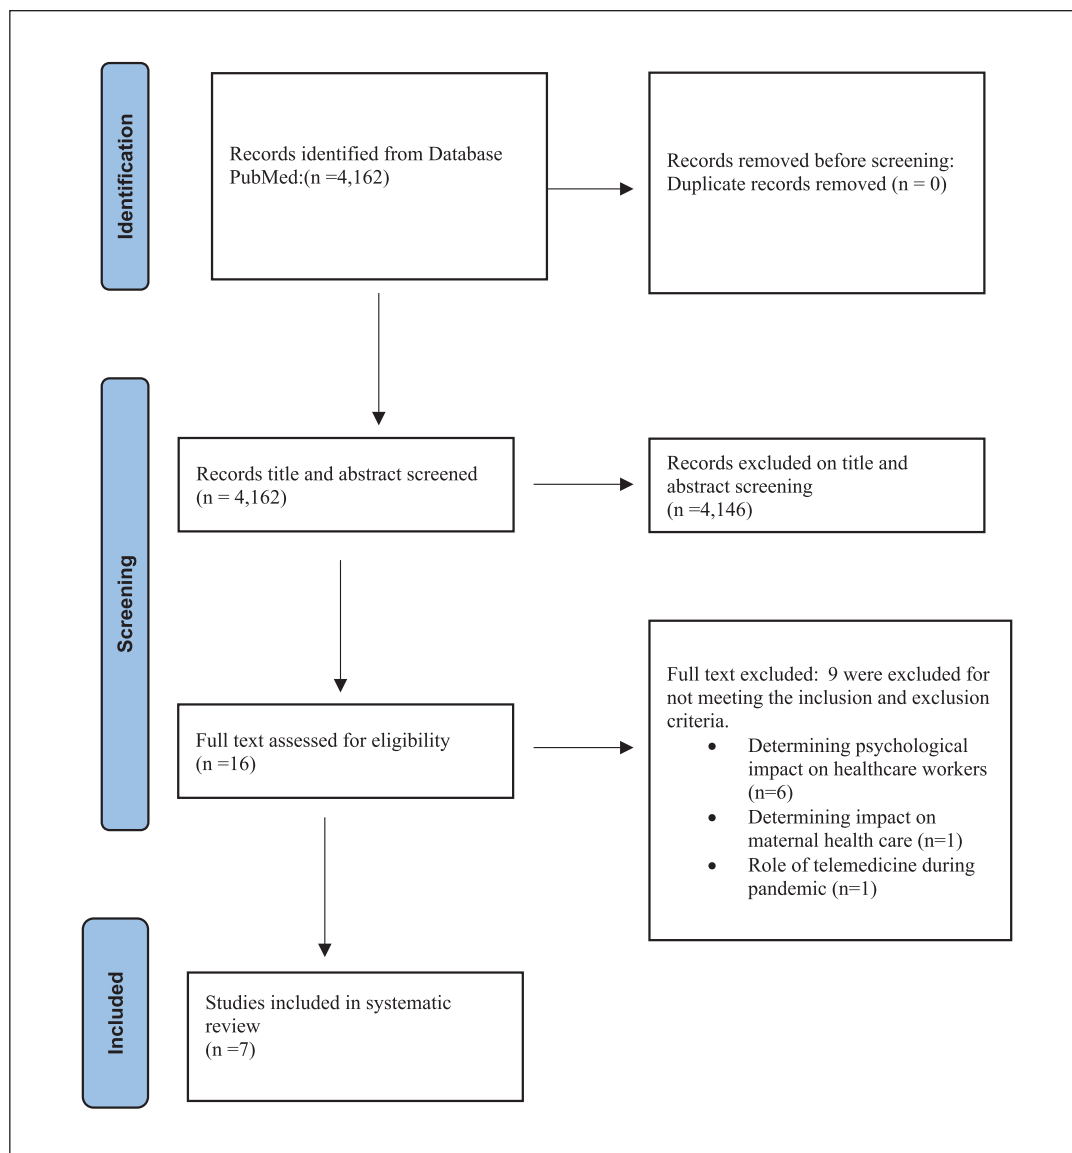 Identification
Records identified from Database
PubMed:(n =4,162)
Records removed before screening:
Duplicate records removed (n = 0)
Screening
Records title and abstract screened
(n = 4,162)
Records excluded on title and
abstract screening
(n =4,146)
Full text assessed for eligibility
(n =16)
Full text excluded:  9 were excluded for
not meeting the inclusion and exclusion
criteria.
• Determining psychological
impact on healthcare workers
(n=6)
• Determining impact on
maternal health care (n=1)
• Role of telemedicine during
pandemic (n=1)
Included
Studies included in systematic
review
(n =7)